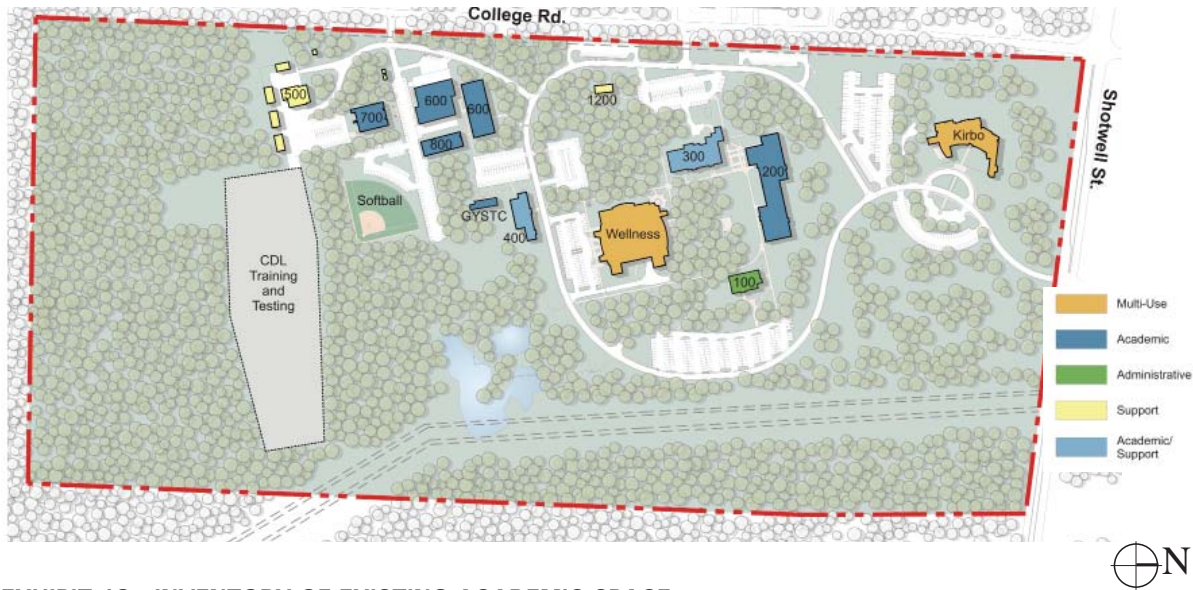 College Rd.
Shotwell St.
500
700
600
600
800
1200
300
200
Kirbo
Softball
GYSTC
400
Wellness
100
CDL
Training
and
Testing
Multi-Use
Academic
Administrative
Support
Academic/
Support
N